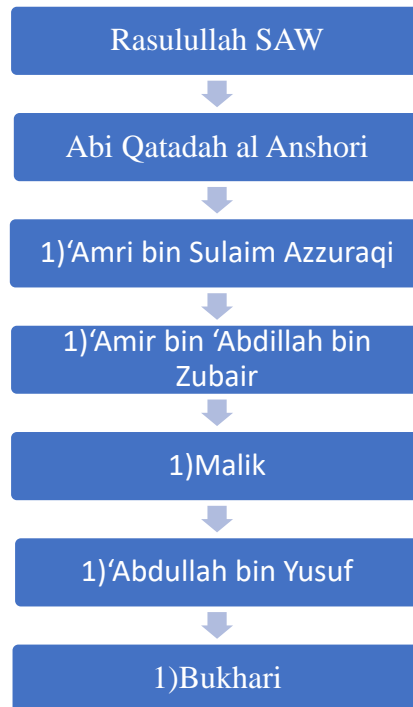 Rasulullah SAW
Abi Qatadah al Anshori
1)‘Amri bin Sulaim Azzuraqi
1)‘Amir bin ‘Abdillah bin
Zubair
1)Malik
1)‘Abdullah bin Yusuf
1)Bukhari